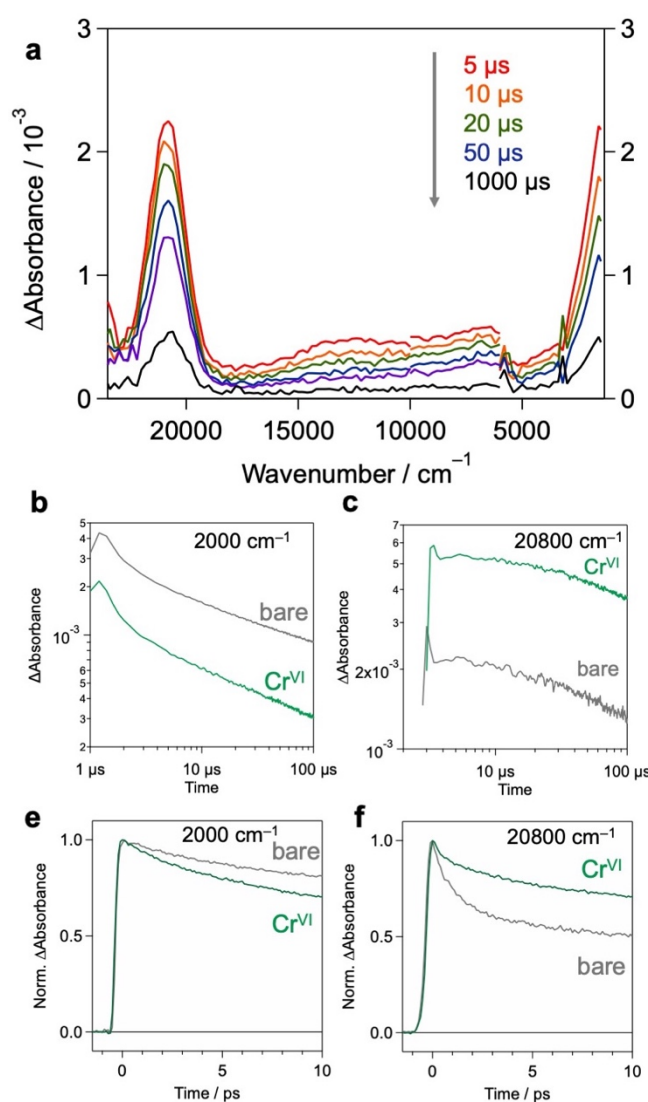 a
3
2
1
0
3
2
1
0
ΔAbsorbance / 10⁻³
5 µs
10 µs
20 µs
50 µs
1000 µs
20000 15000 10000 5000
Wavenumber / cm⁻¹
b
2000 cm⁻¹
bare
Cr^VI
ΔAbsorbance
5
4
3
2
10⁻³
8
7
6
5
4
3
2
1 µs 10 µs 100 µs
Time
c
20800 cm⁻¹
Cr^VI
bare
ΔAbsorbance
7
6
5
4
3
2x10⁻³
10⁻³
10 µs 100 µs
Time
e
2000 cm⁻¹
bare
Cr^VI
Norm. ΔAbsorbance
1.0
0.5
0.0
0 5 10
Time / ps
f
20800 cm⁻¹
Cr^VI
bare
Norm. ΔAbsorbance
1.0
0.5
0.0
0 5 10
Time / ps